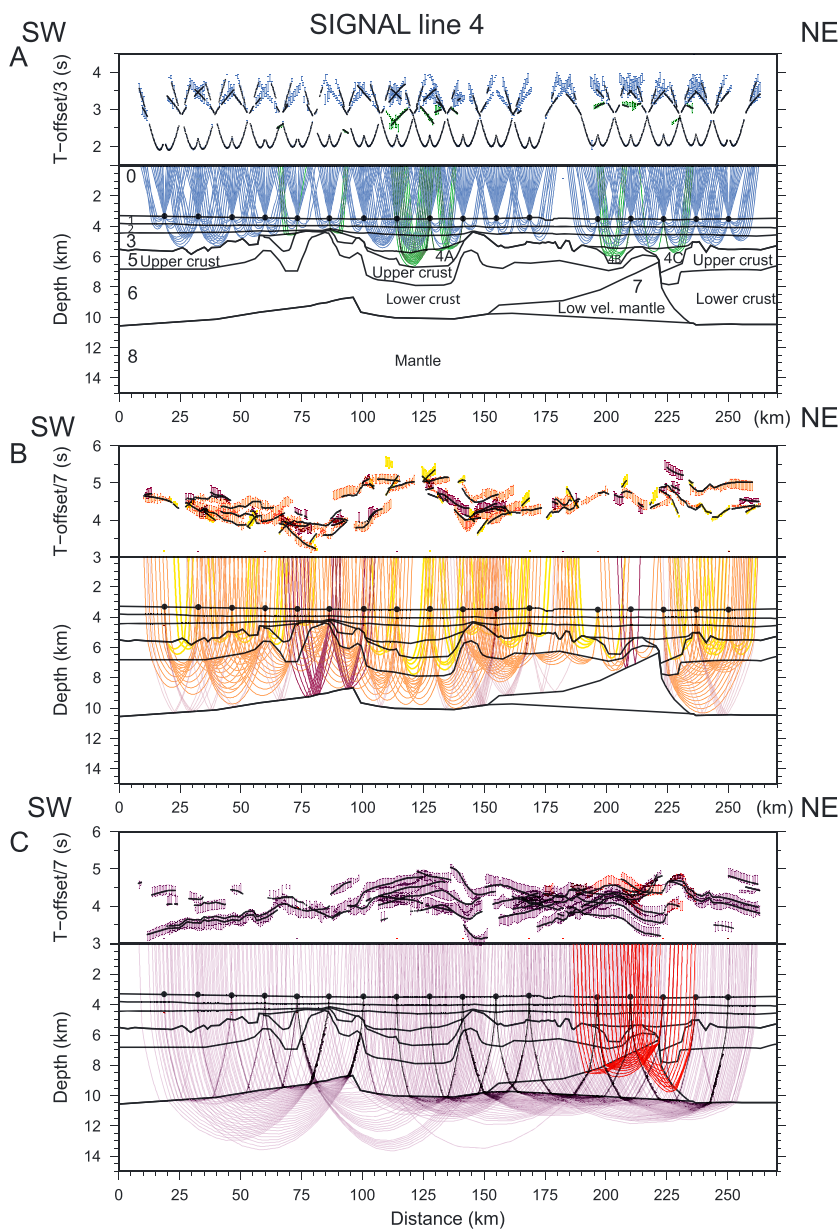 SIGNAL line 4
SW NE
A
T−offset/3 (s)
4
3
2
0
1
2
3
5
6
8
2
4
6
8
10
12
14
Depth (km)
Upper crust
Upper crust
4A
4B
4C
Upper crust
Lower crust
7
Low vel. mantle
Lower crust
Mantle
0 25 50 75 100 125 150 175 200 225 250 (km)
SW NE
B
T−offset/7 (s)
6
5
4
3
Depth (km)
2
4
6
8
10
12
14
0 25 50 75 100 125 150 175 200 225 250 (km)
SW NE
C
T−offset/7 (s)
6
5
4
3
Depth (km)
2
4
6
8
10
12
14
0 25 50 75 100 125 150 175 200 225 250
Distance (km)